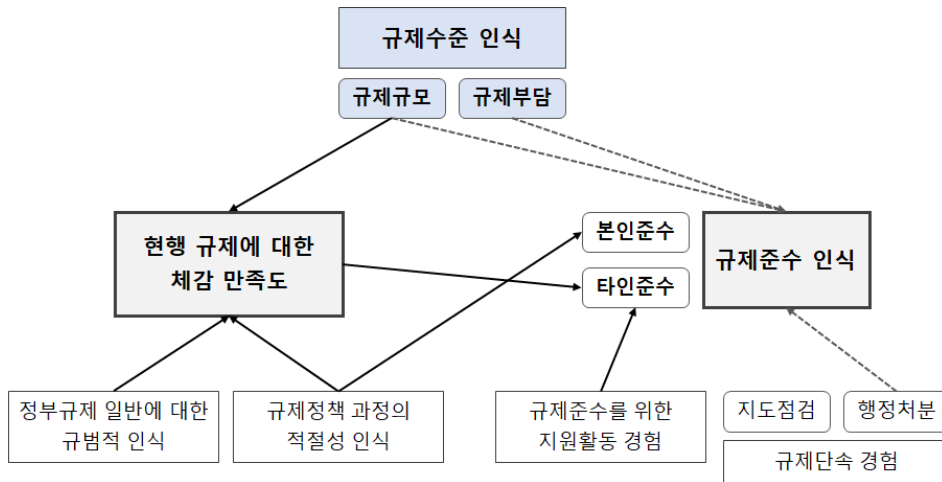 규제수준 인식
규제규모
규제부담
현행 규제에 대한
체감 만족도
본인준수
타인준수
규제준수 인식
정부규제 일반에 대한
규범적 인식
규제정책 과정의
적절성 인식
규제준수를 위한
지원활동 경험
지도점검
행정처분
규제단속 경험